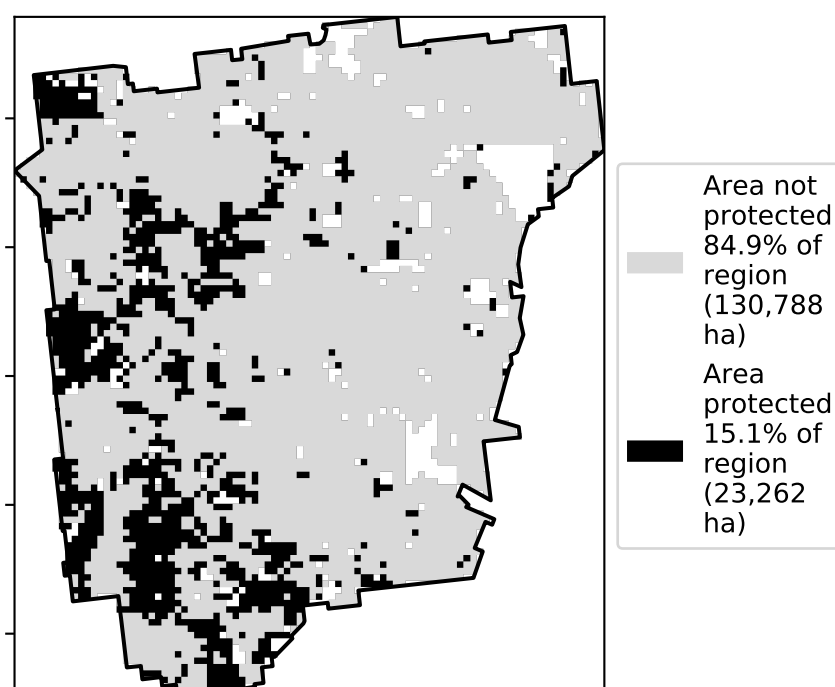 Area not
protected
84.9% of
region
(130,788
ha)
Area
protected
15.1% of
region
(23,262
ha)